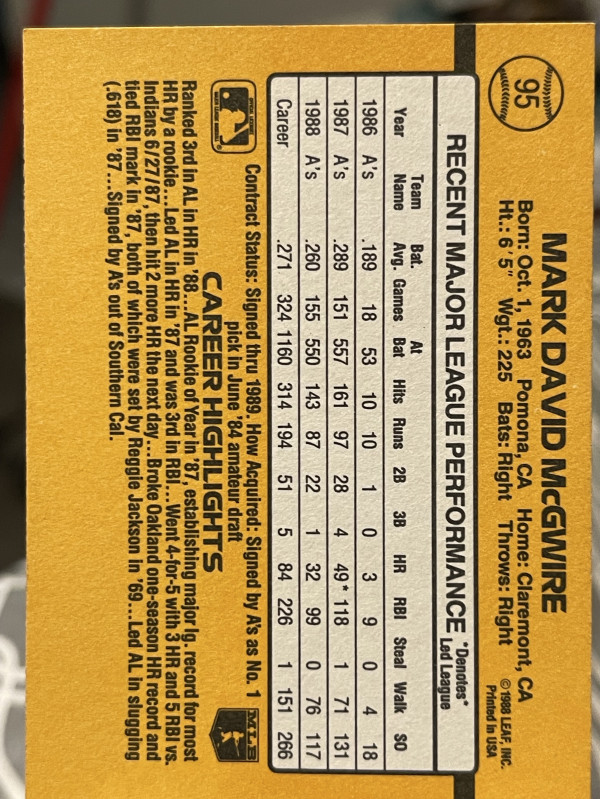 95
MARK DAVID McGWIRE
Born: Oct. 1, 1963 Pomona, CA Home: Claremont, CA
Ht.: 6'5" Wgt.: 225 Bats: Right Throws: Right
©1988 LEAF, INC.
Printed in USA
RECENT MAJOR LEAGUE PERFORMANCE *Denotes* Led League
Year Team Name Bat. Avg. Games At Bat Hits Runs 2B 3B HR RBI Steal Walk SO
1986 A's .189 18 53 10 10 1 0 3 9 0 4 18
1987 A's .289 151 557 161 97 28 4 49* 118 1 71 131
1988 A's .260 155 550 143 87 22 1 32 99 0 76 117
Career .271 324 1160 314 194 51 5 84 226 1 151 266
Contract Status: Signed thru 1989, How Acquired: Signed by A's as No. 1
pick in June '84 amateur draft
MLB
CAREER HIGHLIGHTS
Ranked 3rd in AL in HR in '88...AL Rookie of Year in '87, establishing major lg. record for most
HR by a rookie...Led AL in HR in '87 and was 3rd in RBI...Went 4-for-5 with 3 HR and 5 RBI vs.
Indians 6/27/87, then hit 2 more HR the next day...Broke Oakland one-season HR record and
tied RBI mark in '87, both of which were set by Reggie Jackson in '69...Led AL in slugging
(.618) in '87...Signed by A's out of Southern Cal.